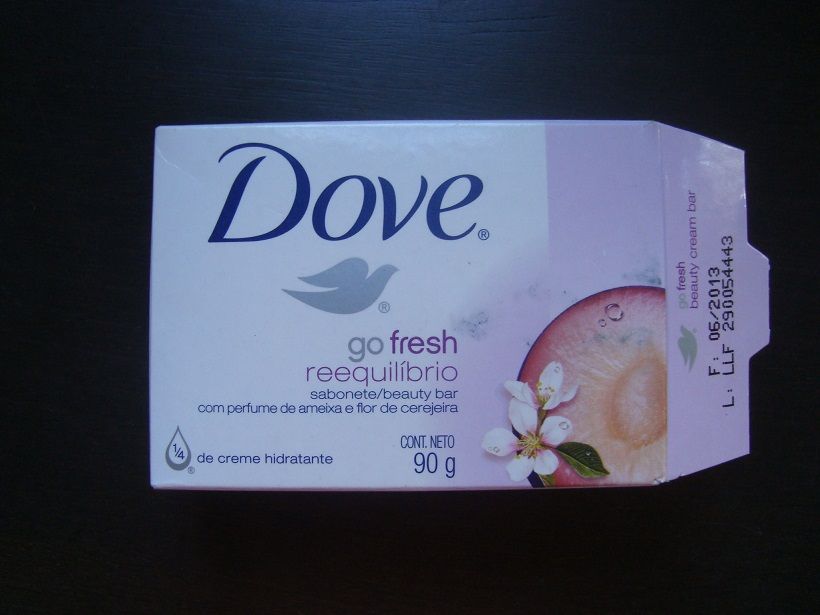 Dove®
®
go fresh
reequilíbrio
sabonete/beauty bar
com perfume de ameixa e flor de cerejeira
1/4
®
de creme hidratante
CONT. NETO
90 g
go fresh
beauty cream bar
F: 06/2013
L: LLF 290054443